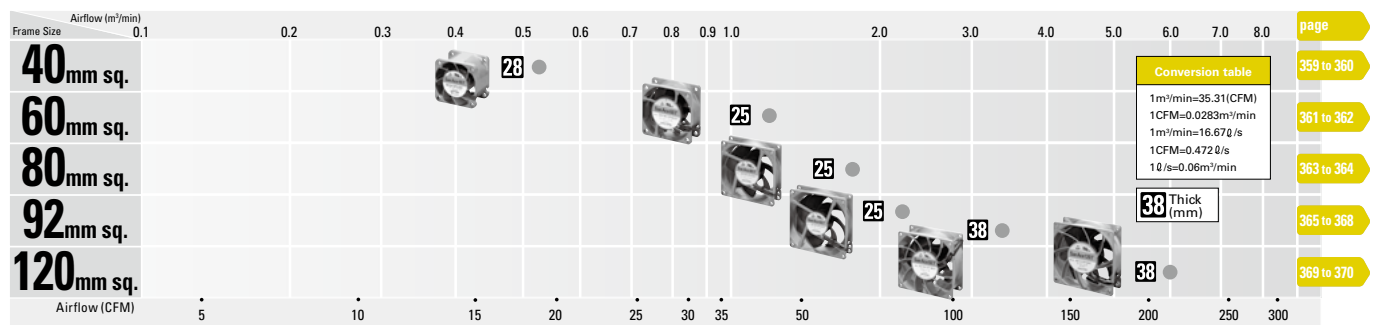 Airflow (m³/min)
Frame Size 0.1 0.2 0.3 0.4 0.5 0.6 0.7 0.8 0.9 1.0 2.0 3.0 4.0 5.0 6.0 7.0 8.0 page
40mm sq. 28 359 to 360
Conversion table
1m³/min=35.31(CFM)
1CFM=0.0283m³/min
1m³/min=16.67ℓ/s
1CFM=0.472ℓ/s
1ℓ/s=0.06m³/min
60mm sq. 25 361 to 362
80mm sq. 25 363 to 364
38 Thick
(mm)
92mm sq. 25 38 365 to 368
120mm sq. 38 369 to 370
Airflow (CFM) 5 10 15 20 25 30 35 50 100 150 200 250 300